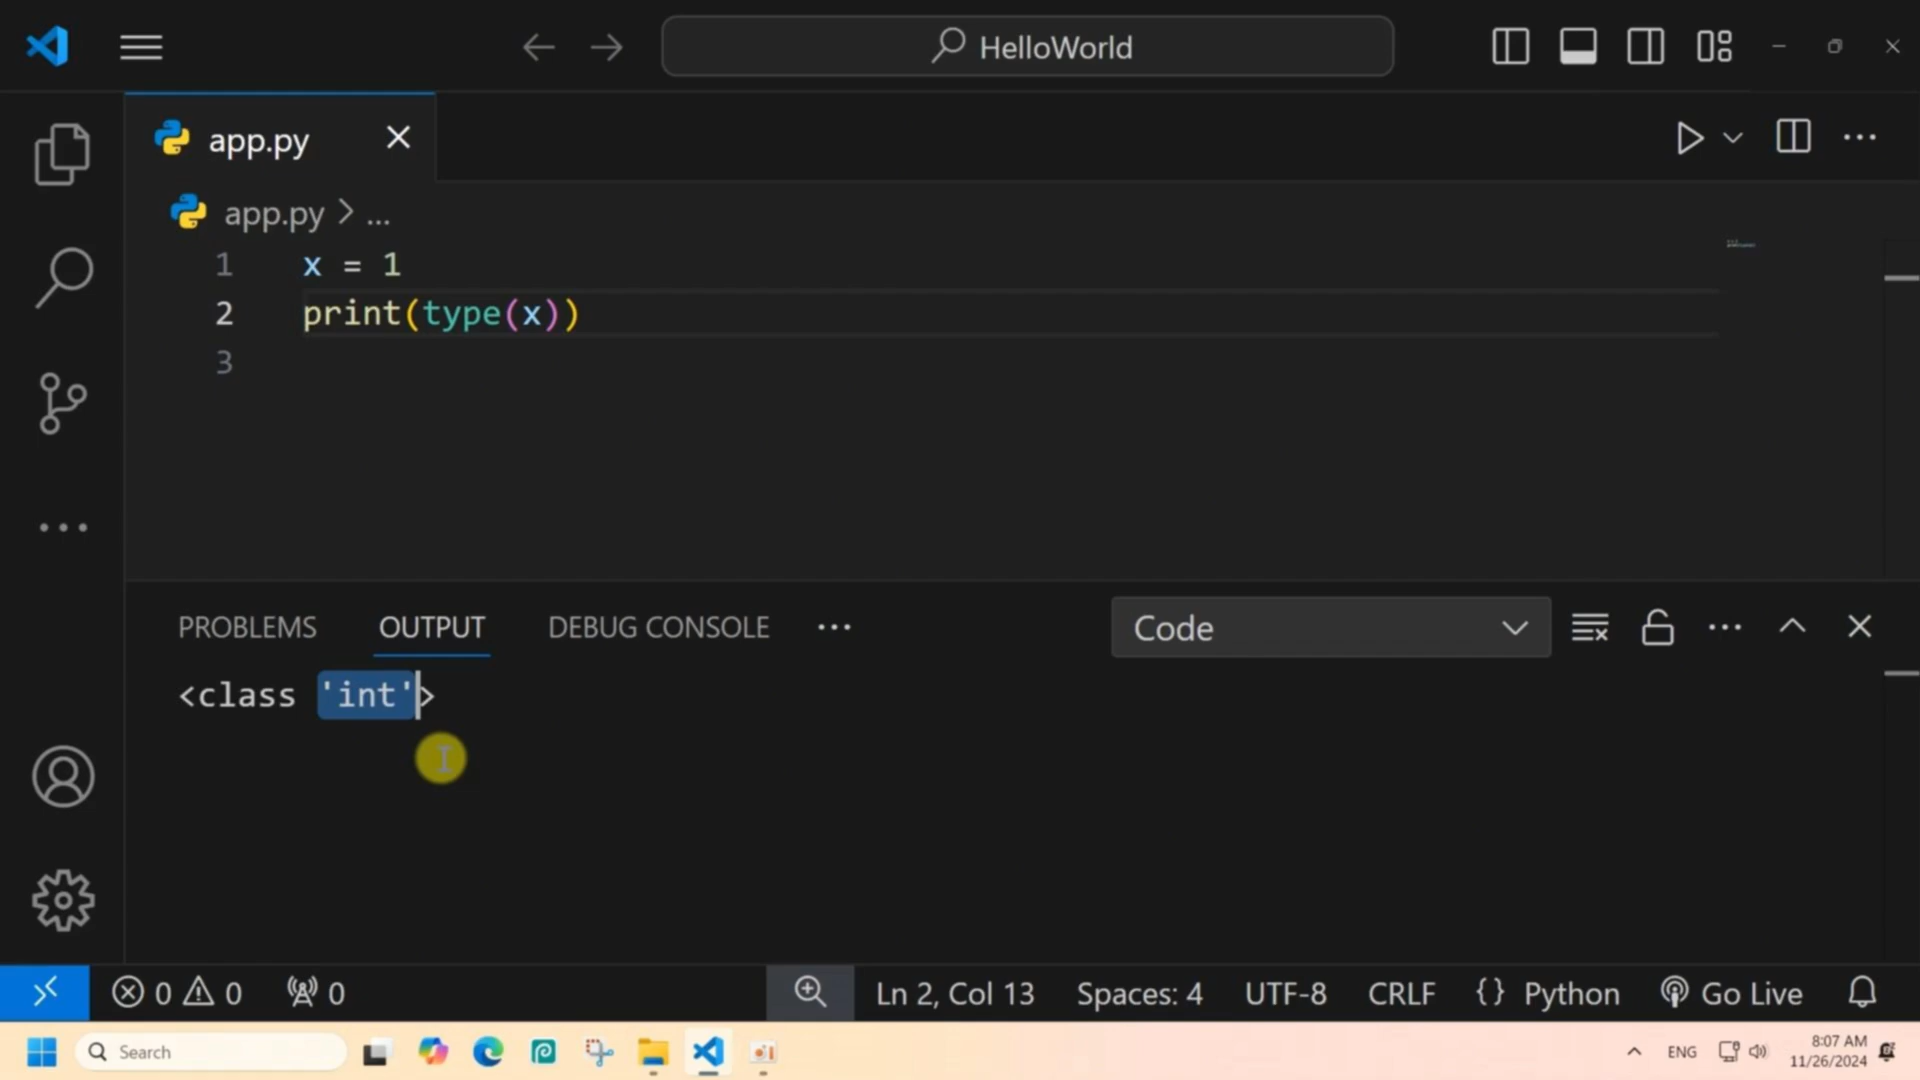 HelloWorld
app.py
app.py > ...
1 x = 1
2 print(type(x))
3
PROBLEMS OUTPUT DEBUG CONSOLE ... Code
<class 'int'>
0 0 0 Ln 2, Col 13 Spaces: 4 UTF-8 CRLF {} Python Go Live
Search ENG 8:07 AM
11/26/2024